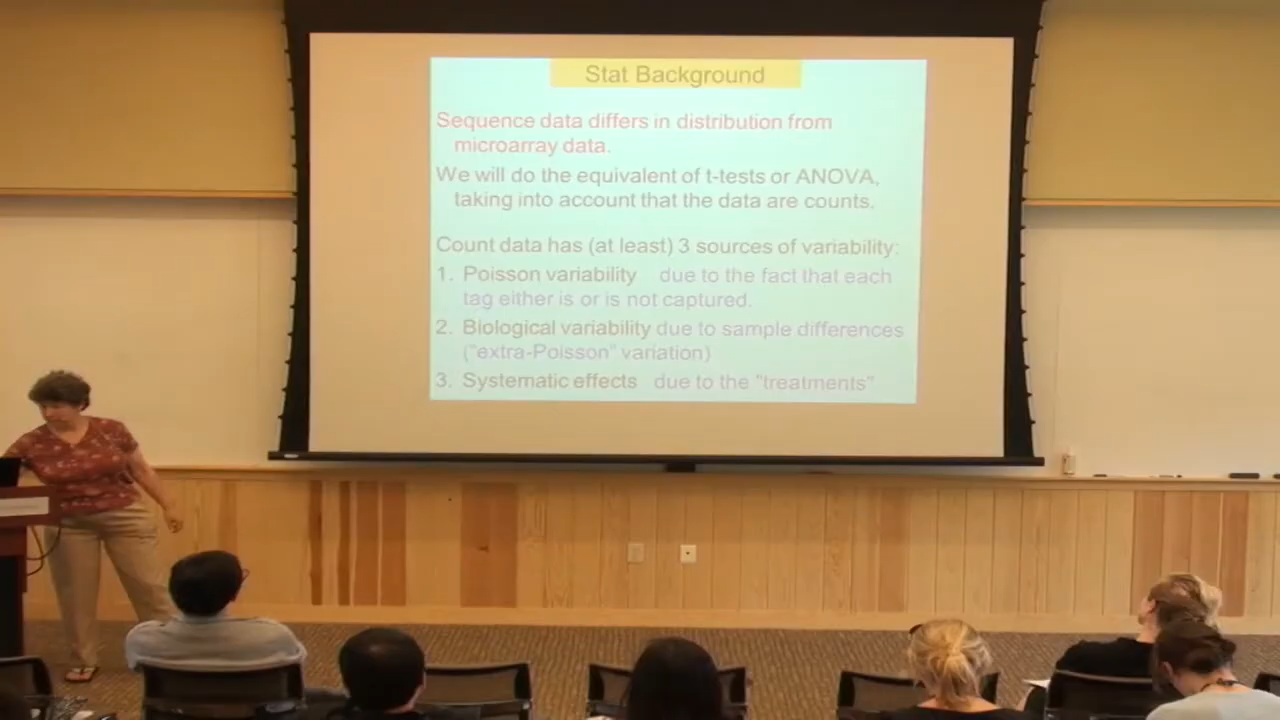 Stat Background
Sequence data differs in distribution from
microarray data.
We will do the equivalent of t-tests or ANOVA,
taking into account that the data are counts.
Count data has (at least) 3 sources of variability:
1. Poisson variability due to the fact that each
tag either is or is not captured.
2. Biological variability due to sample differences
("extra-Poisson" variation)
3. Systematic effects due to the "treatments"